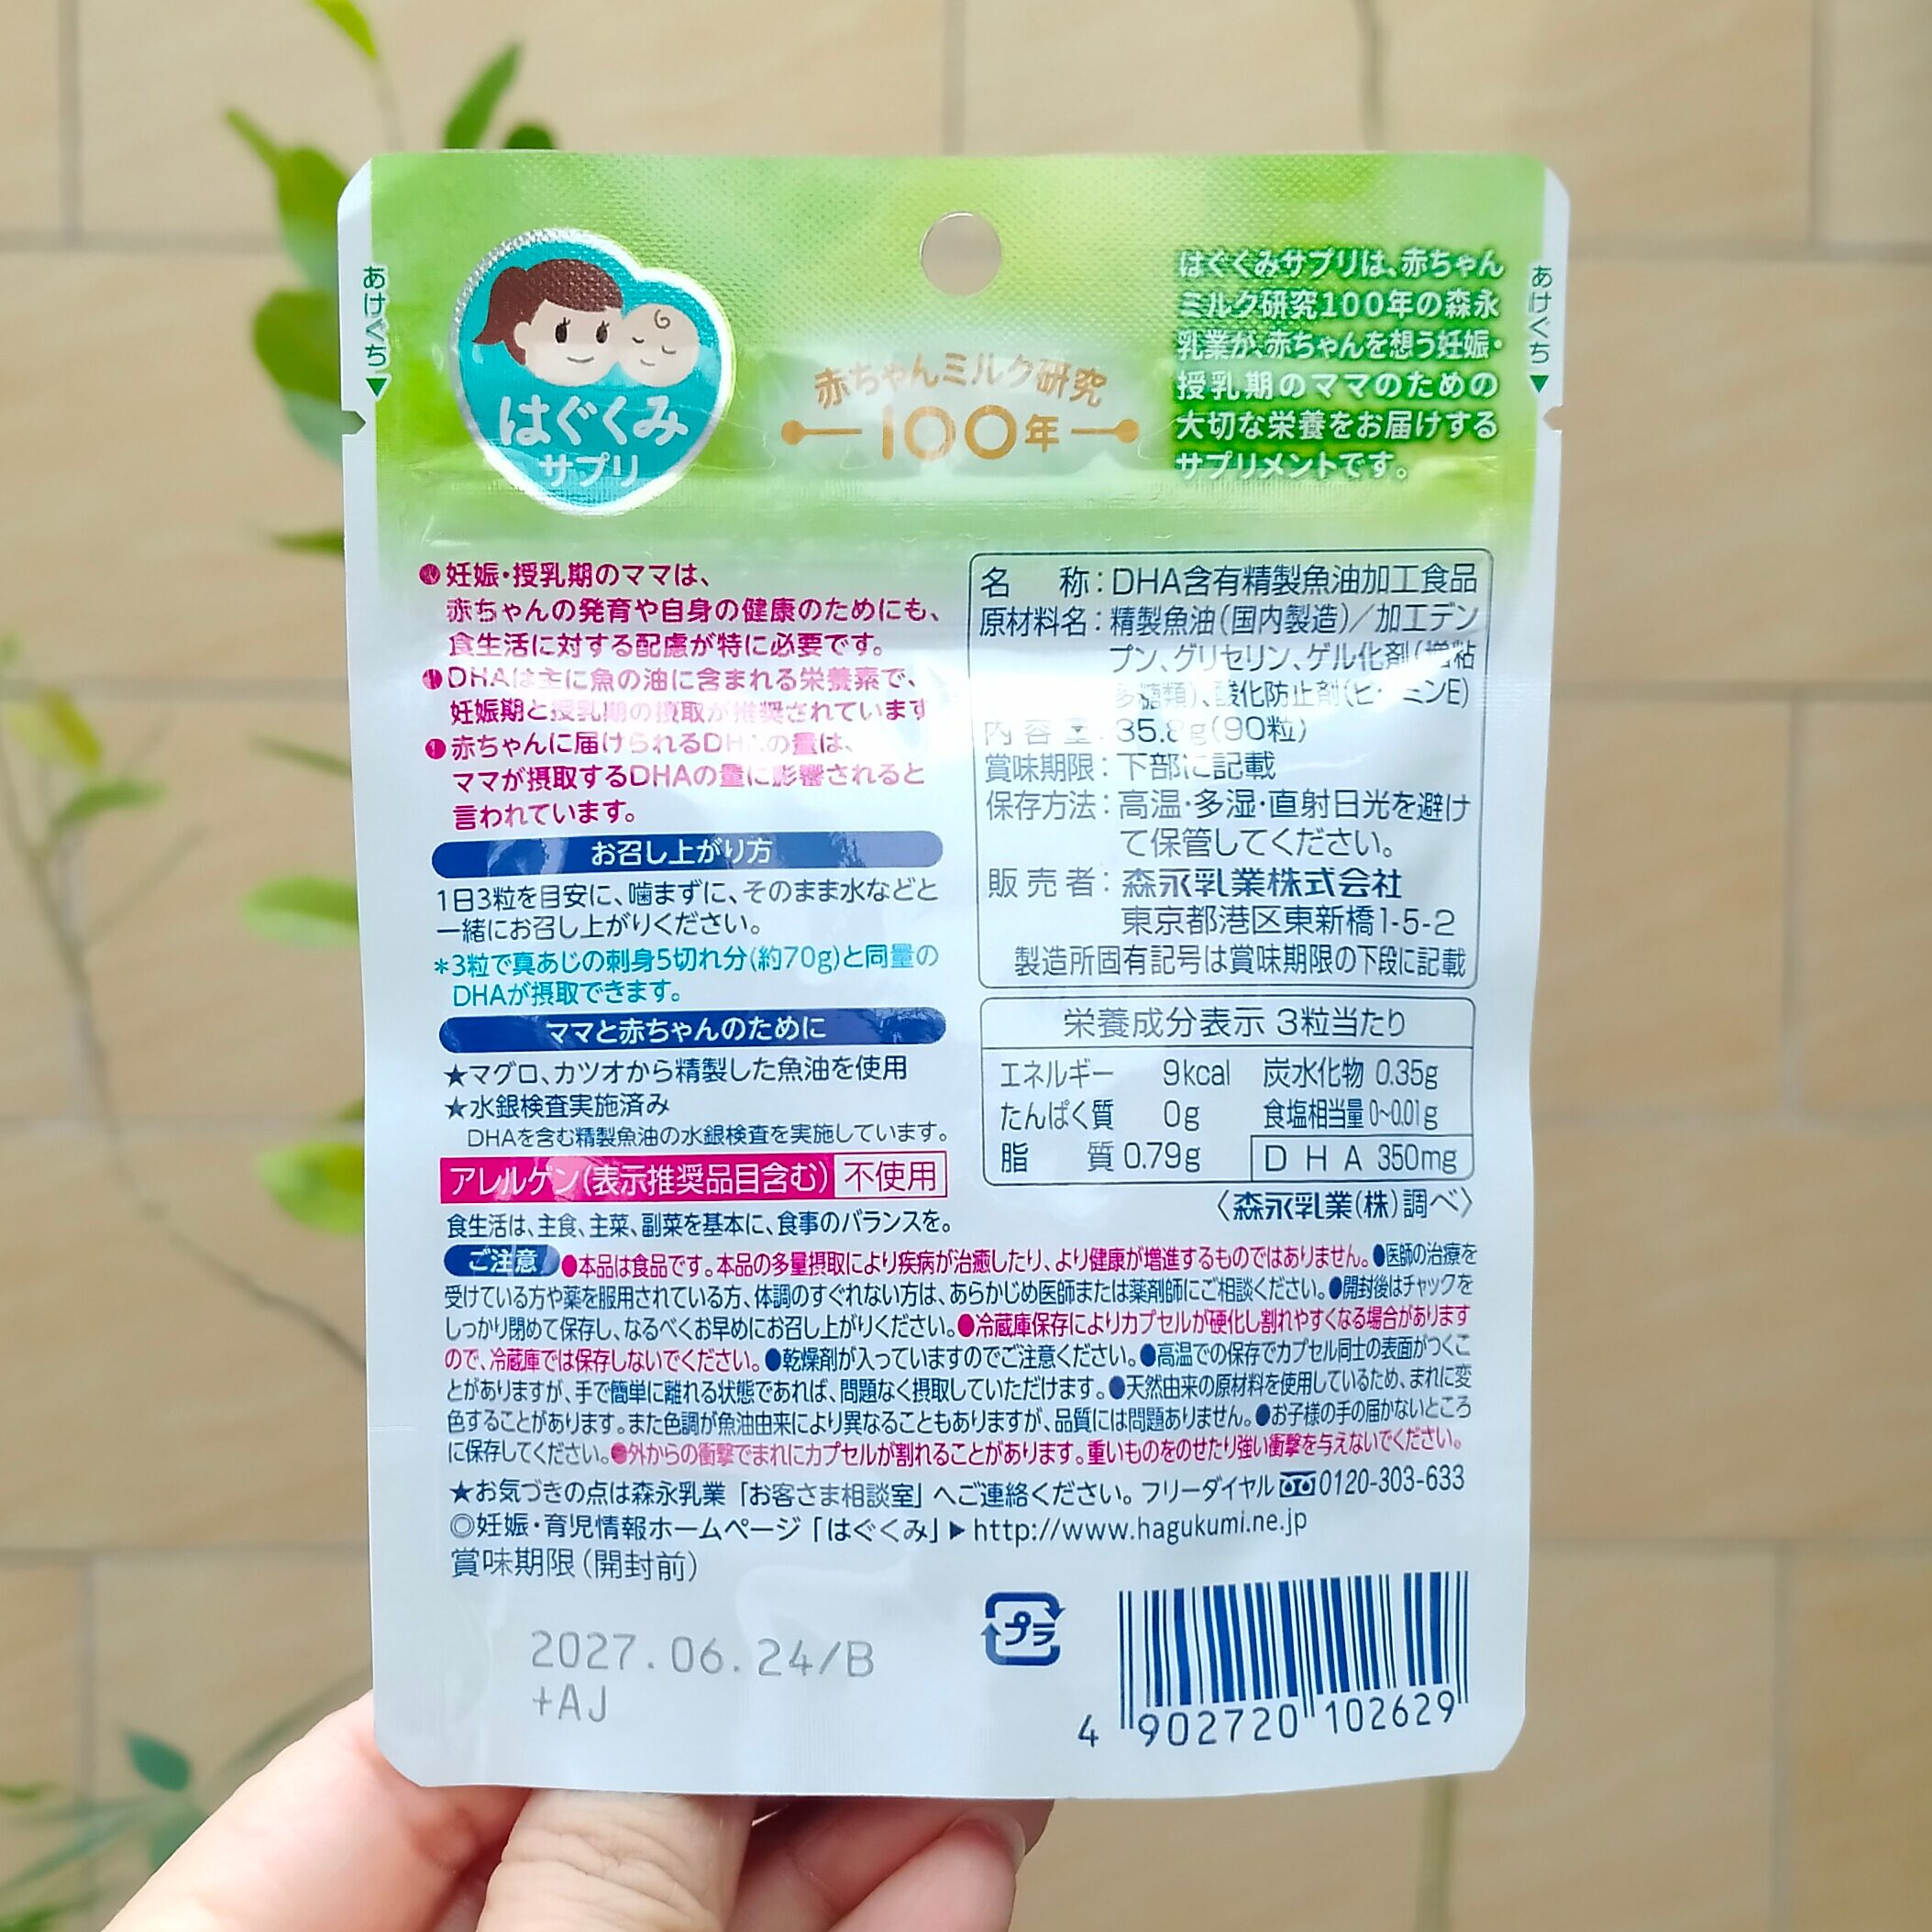 あけぐち▼
あけぐち▼
はぐくみ
サプリ
赤ちゃんミルク研究
100年
はぐくみサプリは、赤ちゃん
ミルク研究100年の森永
乳業が、赤ちゃんを想う妊娠・
授乳期のママのための
大切な栄養をお届けする
サプリメントです。
●妊娠・授乳期のママは、
赤ちゃんの発育や自身の健康のためにも、
食生活に対する配慮が特に必要です。
●DHAは主に魚の油に含まれる栄養素で、
妊娠期と授乳期の摂取が推奨されています
●赤ちゃんに届けられるDHAの量は、
ママが摂取するDHAの量に影響されると
言われています。
お召し上がり方
1日3粒を目安に、噛まずに、そのまま水などと
一緒にお召し上がりください。
*3粒で真あじの刺身5切れ分(約70g)と同量の
DHAが摂取できます。
ママと赤ちゃんのために
★マグロ、カツオから精製した魚油を使用
★水銀検査実施済み
DHAを含む精製魚油の水銀検査を実施しています。
アレルゲン(表示推奨品目含む) 不使用
食生活は、主食、主菜、副菜を基本に、食事のバランスを。
名称:DHA含有精製魚油加工食品
原材料名:精製魚油(国内製造)/加工デン
プン、グリセリン、ゲル化剤(増粘
多糖類)、酸化防止剤(ビタミンE)
内容量:35.8g(90粒)
賞味期限:下部に記載
保存方法:高温・多湿・直射日光を避け
て保管してください。
販売者:森永乳業株式会社
東京都港区東新橋1-5-2
製造所固有記号は賞味期限の下段に記載
栄養成分表示 3粒当たり
エネルギー 9kcal 炭水化物 0.35g
たんぱく質 0g 食塩相当量 0~0.01g
脂質 0.79g DHA 350mg
〈森永乳業(株)調べ〉
ご注意 ●本品は食品です。本品の多量摂取により疾病が治癒したり、より健康が増進するものではありません。●医師の治療を
受けている方や薬を服用されている方、体調のすぐれない方は、あらかじめ医師または薬剤師にご相談ください。●開封後はチャックを
しっかり閉めて保存し、なるべくお早めにお召し上がりください。●冷蔵庫保存によりカプセルが硬化し割れやすくなる場合があります
ので、冷蔵庫では保存しないでください。●乾燥剤が入っていますのでご注意ください。●高温での保存でカプセル同士の表面がつくこ
とがありますが、手で簡単に離れる状態であれば、問題なく摂取していただけます。●天然由来の原材料を使用しているため、まれに変
色することがあります。また色調が魚油由来により異なることもありますが、品質には問題ありません。●お子様の手の届かないところ
に保存してください。●外からの衝撃でまれにカプセルが割れることがあります。重いものをのせたり強い衝撃を与えないでください。
★お気づきの点は森永乳業「お客さま相談室」へご連絡ください。フリーダイヤル 0120-303-633
◎妊娠・育児情報ホームページ「はぐくみ」▶http://www.hagukumi.ne.jp
賞味期限(開封前)
2027.06.24/B
+AJ
プラ
4 902720 102629